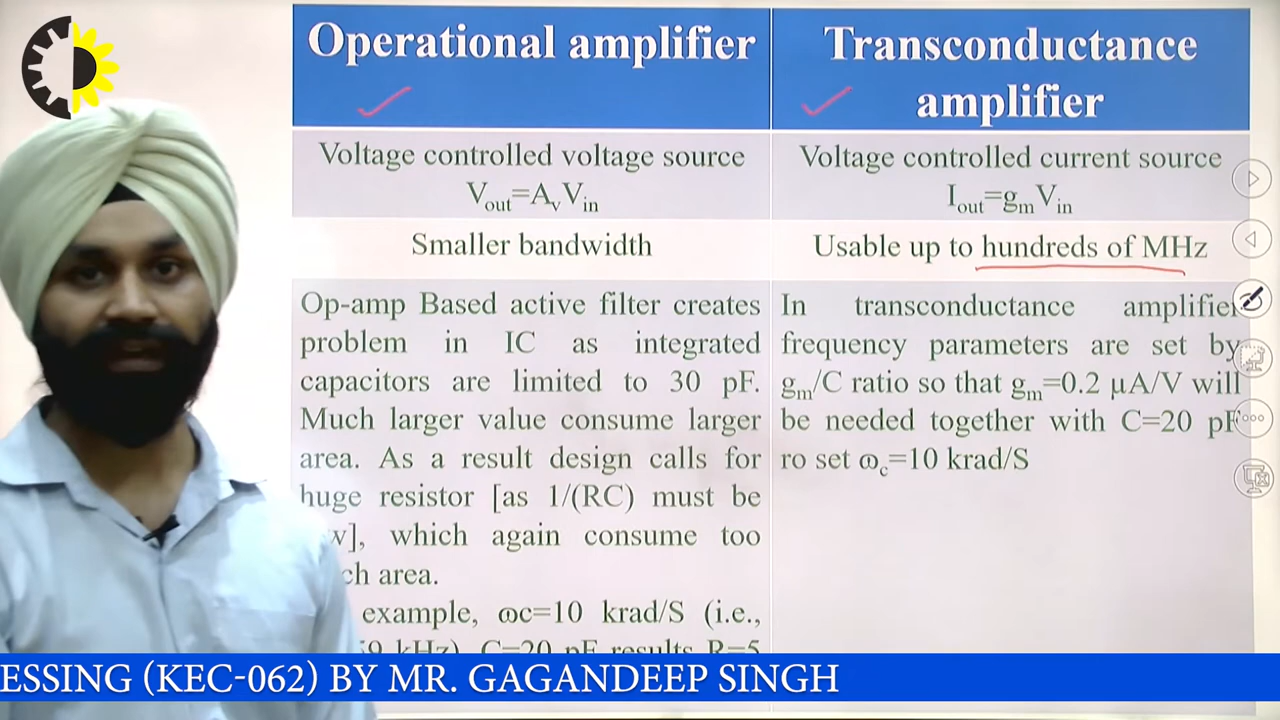 Operational amplifier
Transconductance
amplifier
Voltage controlled voltage source
Vout=AvVin
Voltage controlled current source
Iout=gmVin
Smaller bandwidth
Usable up to hundreds of MHz
Op-amp Based active filter creates
problem in IC as integrated
capacitors are limited to 30 pF.
Much larger value consume larger
area. As a result design calls for
huge resistor [as 1/(RC) must be
which again consume too
area.
example, ωc=10 krad/S (i.e.,
kHz), C=20 pF results R=5
In transconductance amplifier
frequency parameters are set by
gm/C ratio so that gm=0.2 µA/V will
be needed together with C=20 pF
ro set ωc=10 krad/S
ESSING (KEC-062) BY MR. GAGANDEEP SINGH